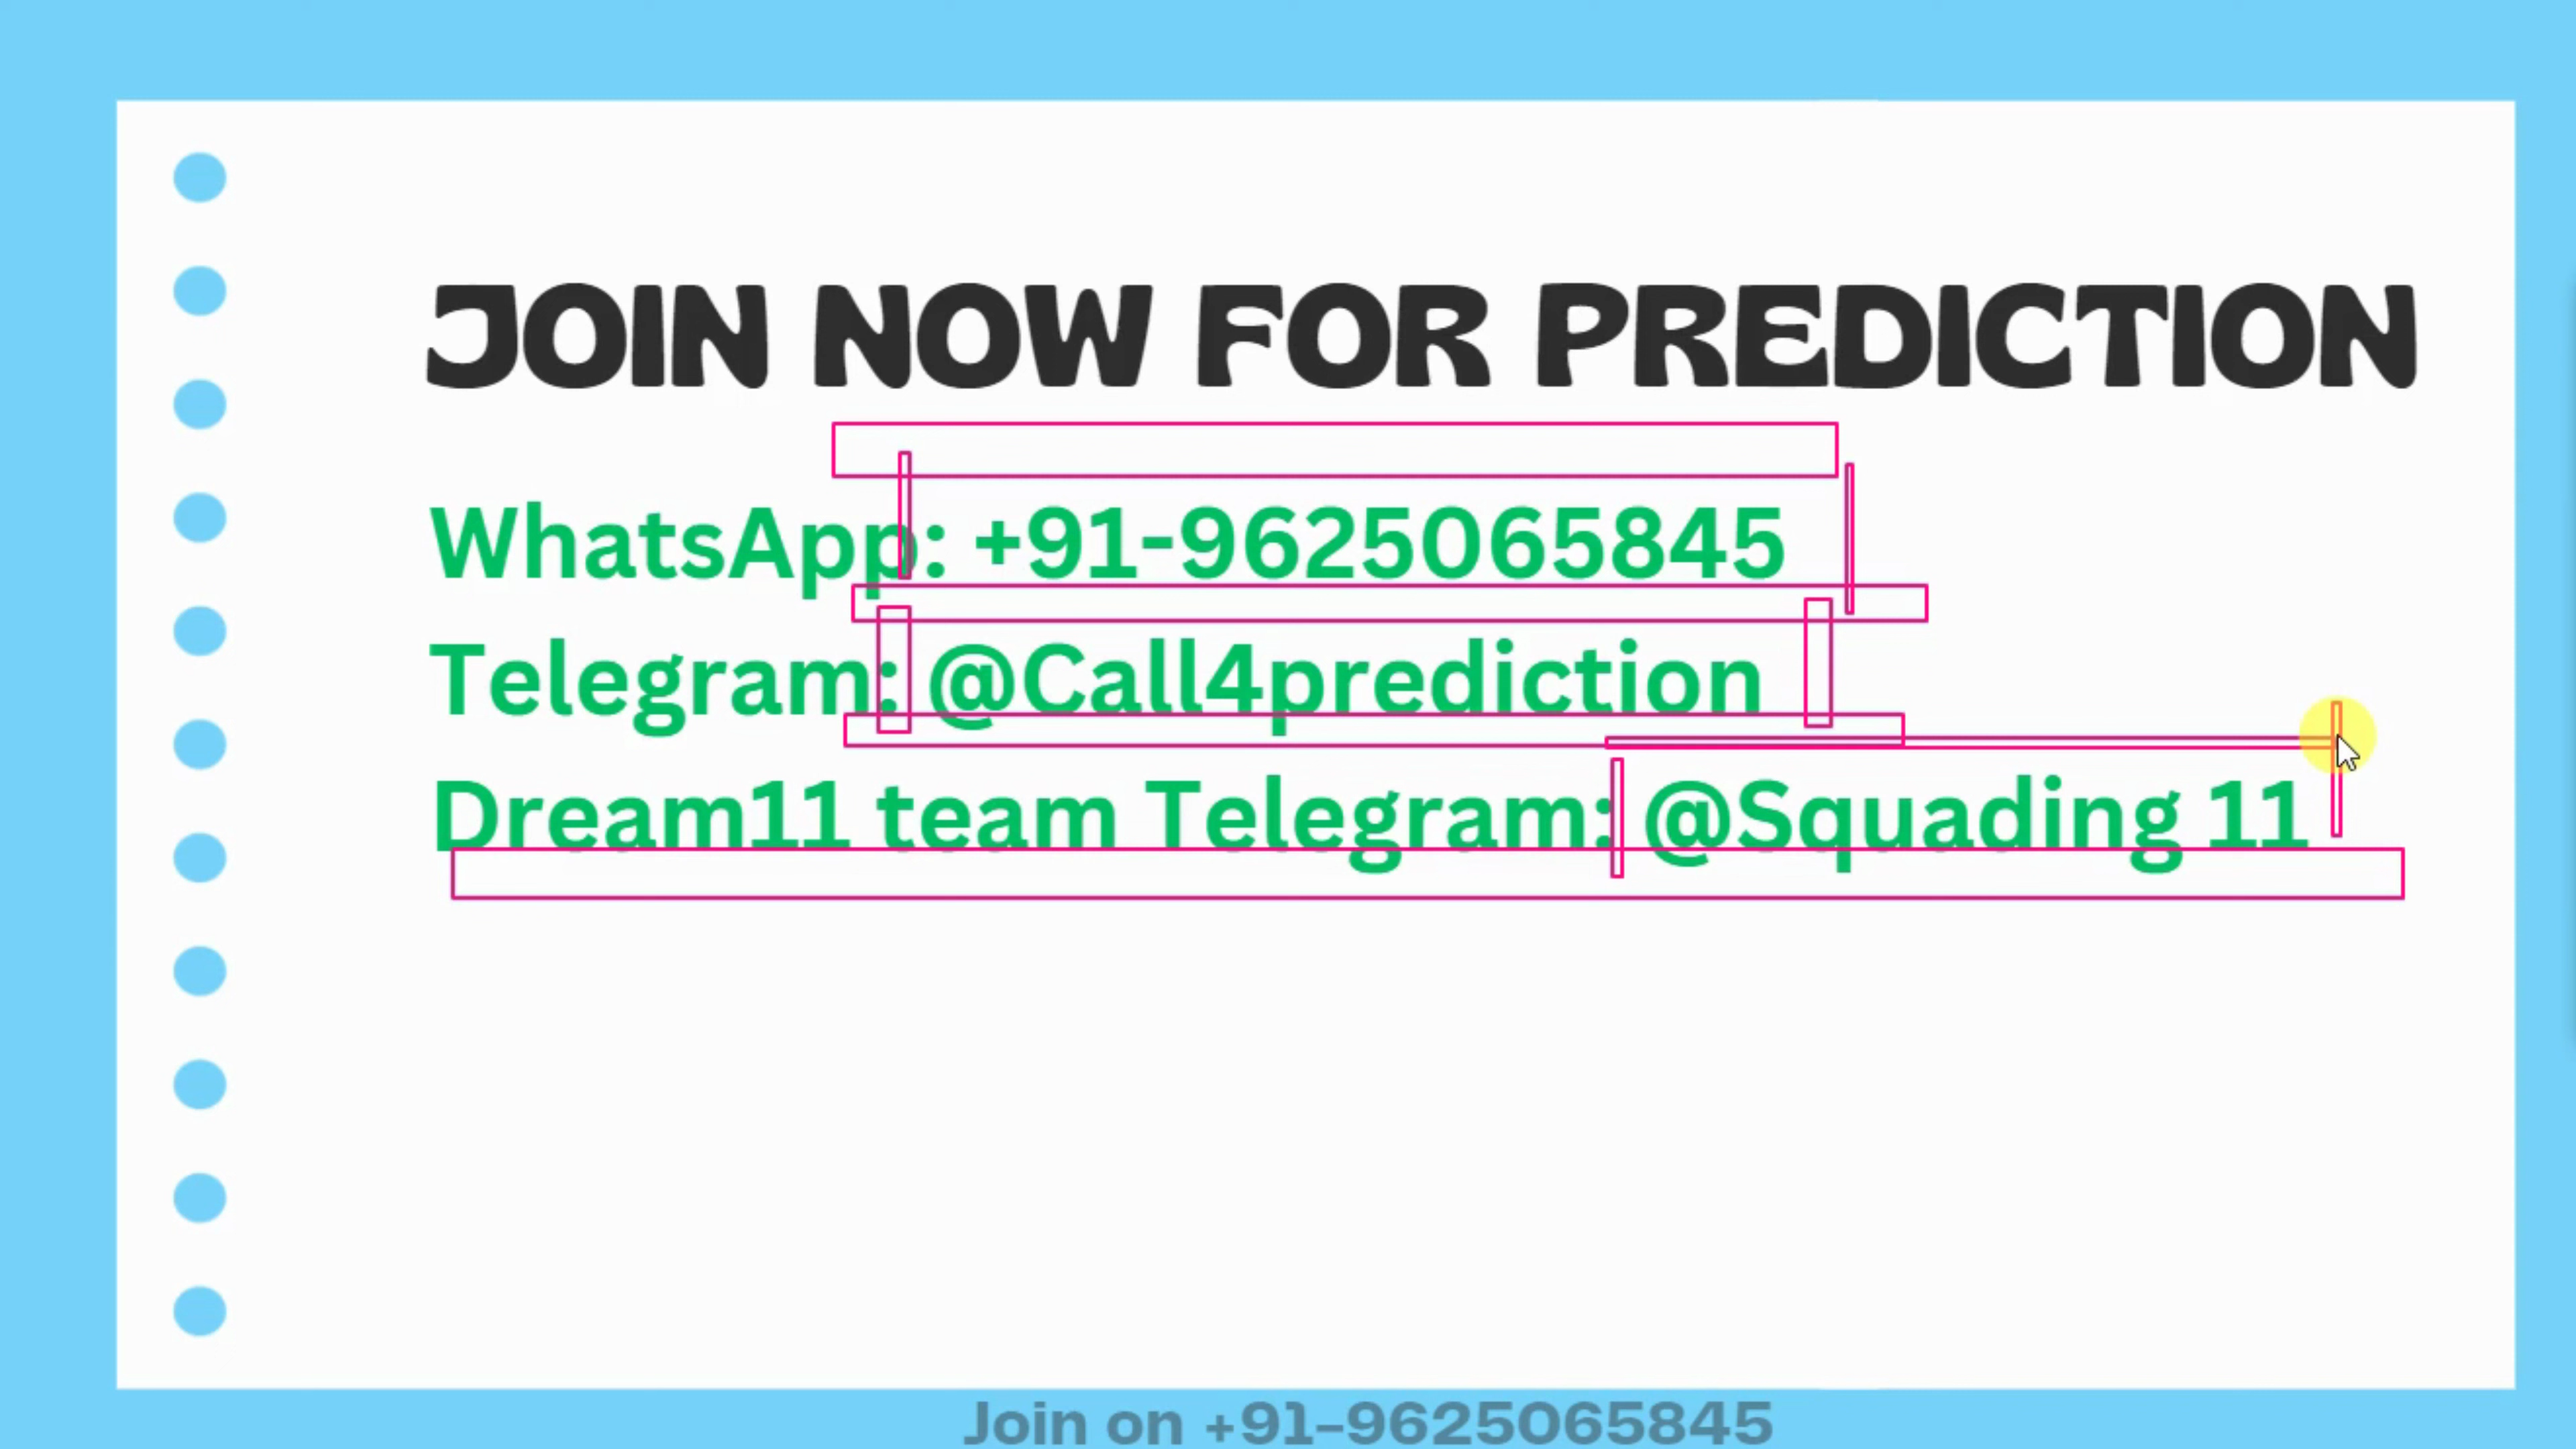 JOIN NOW FOR PREDICTION
WhatsApp: +91-9625065845
Telegram: @Call4prediction
Dream11 team Telegram: @Squading 11
Join on +91-9625065845